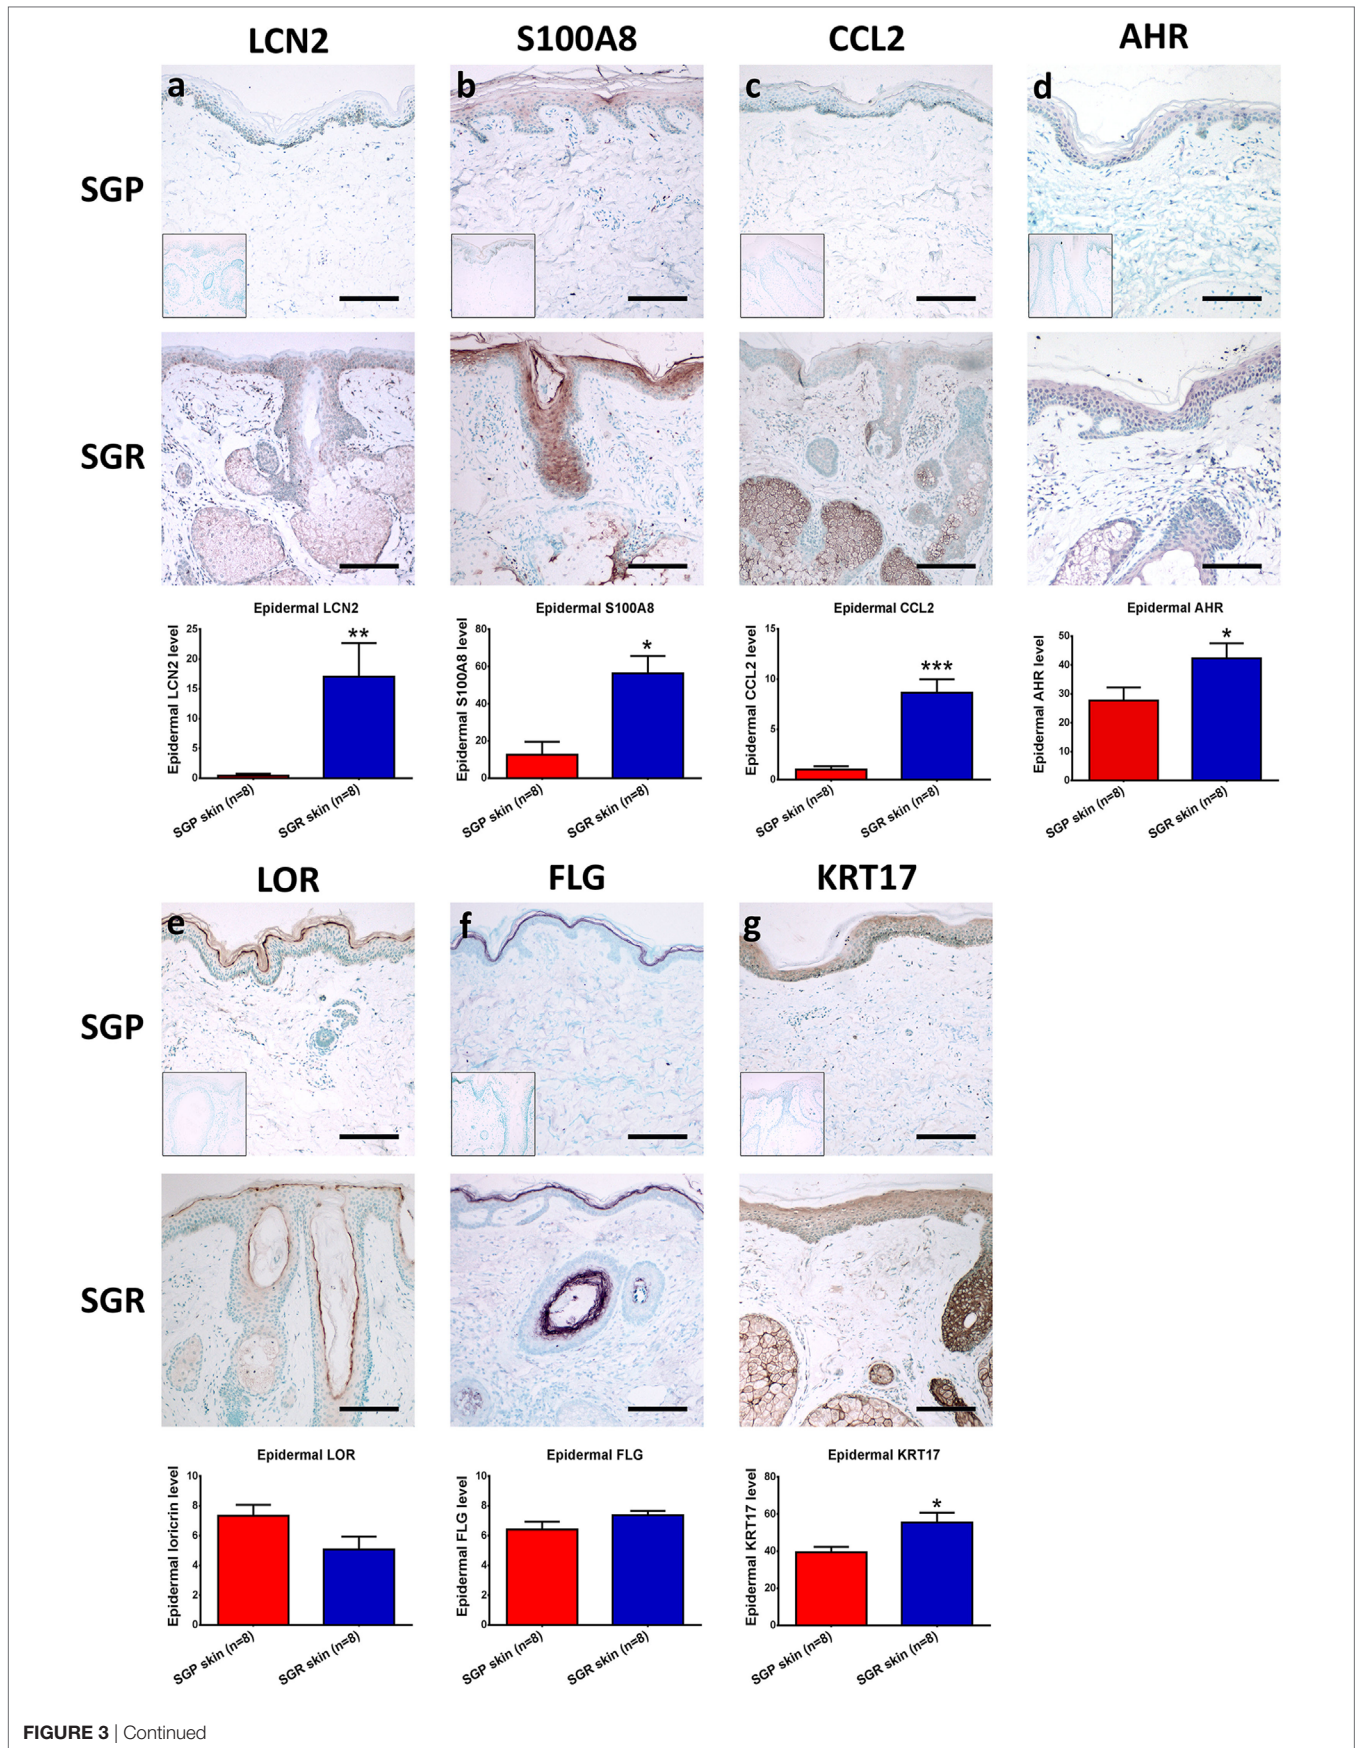 LCN2 S100A8 CCL2 AHR
a b c d
SGP
SGR
Epidermal LCN2 Epidermal S100A8 Epidermal CCL2 Epidermal AHR
Epidermal LCN2 level
25
20
15
10
5
0
**
SGP skin (n=8) SGR skin (n=8)
Epidermal S100A8 level
80
60
40
20
0
*
SGP skin (n=8) SGR skin (n=8)
Epidermal CCL2 level
15
10
5
0
***
SGP skin (n=8) SGR skin (n=8)
Epidermal AHR level
50
40
30
20
10
0
*
SGP skin (n=8) SGR skin (n=8)
LOR FLG KRT17
e f g
SGP
SGR
Epidermal LOR Epidermal FLG Epidermal KRT17
Epidermal loricrin level
10
8
6
4
2
0
SGP skin (n=8) SGR skin (n=8)
Epidermal FLG level
10
8
6
4
2
0
SGP skin (n=8) SGR skin (n=8)
Epidermal KRT17 level
80
60
40
20
0
*
SGP skin (n=8) SGR skin (n=8)
FIGURE 3 | Continued